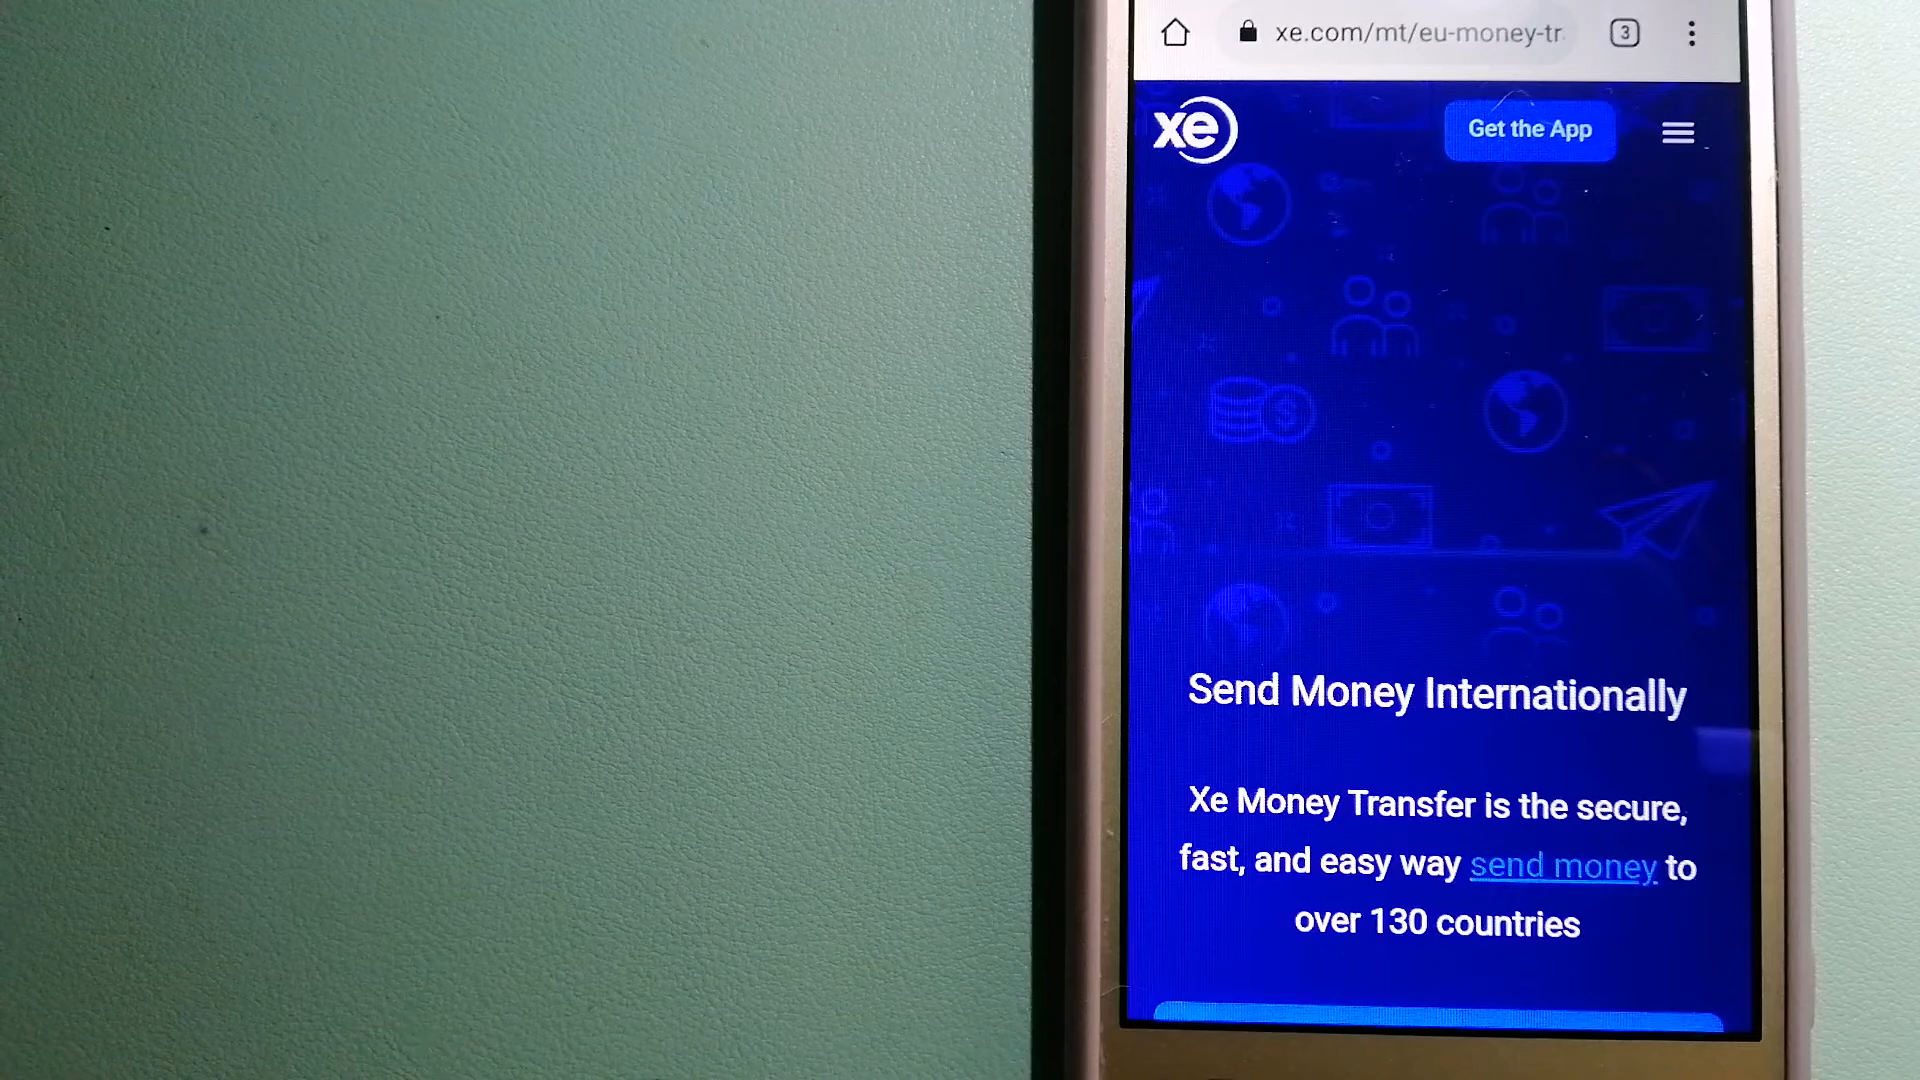 xe.com/mt/eu-money-tr
3
xe
Get the App
Send Money Internationally
Xe Money Transfer is the secure,
fast, and easy way send money to
over 130 countries